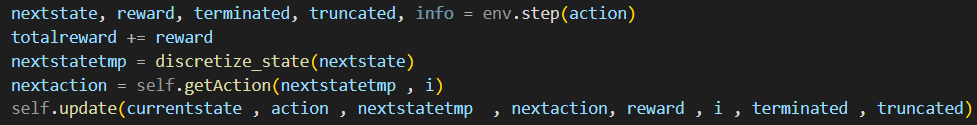 nextstate, reward, terminated, truncated, info = env.step(action)
totalreward += reward
nextstatetmp = discretize_state(nextstate)
nextaction = self.getAction(nextstatetmp , i)
self.update(currentstate , action , nextstatetmp  , nextaction, reward , i , terminated , truncated)